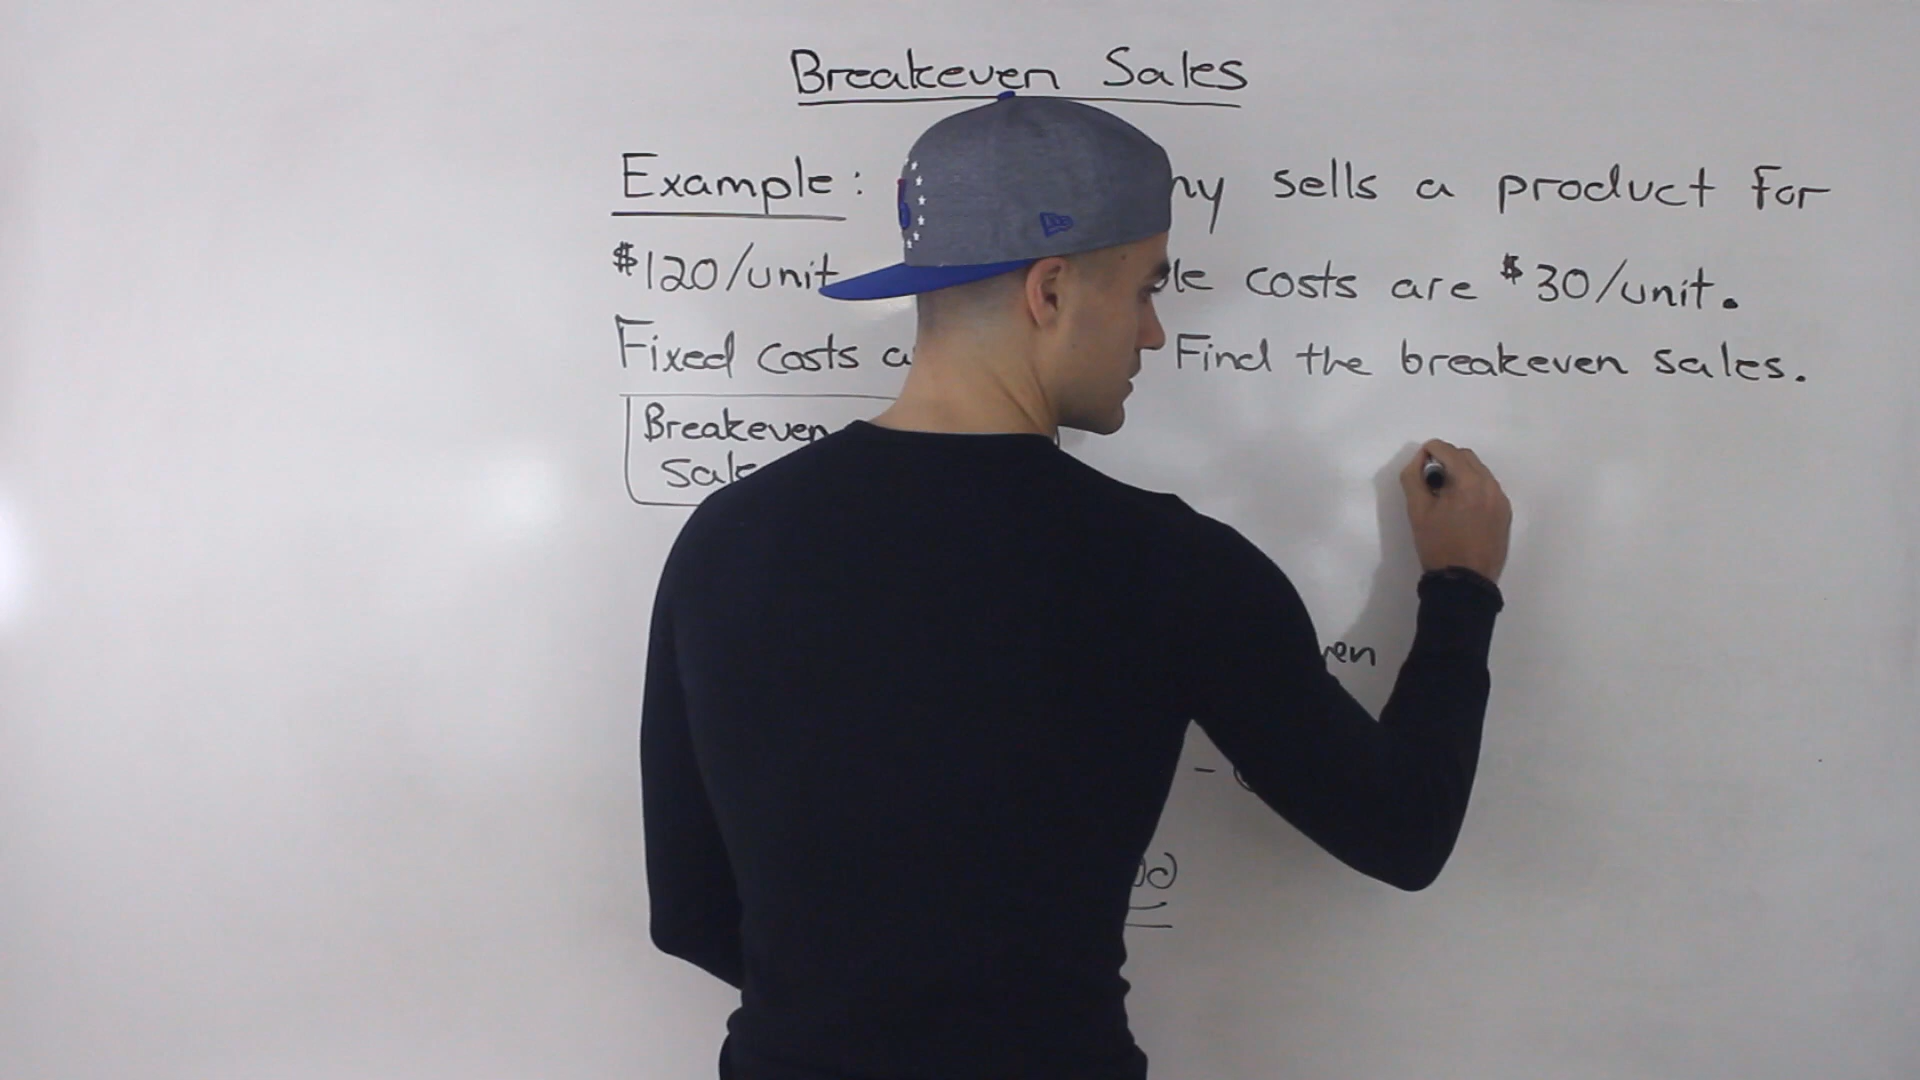 Breakeven Sales
Example: ny sells a product for
$120/unit le costs are $30/unit.
Fixed costs a Find the breakeven sales.
Breakeven
Sale